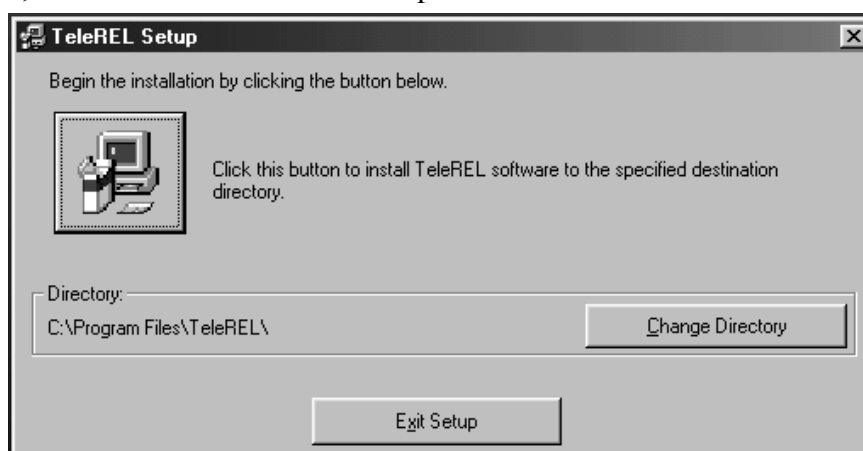 TeleREL Setup
Begin the installation by clicking the button below.
Click this button to install TeleREL software to the specified destination
directory.
Directory:
C:\Program Files\TeleREL\
Change Directory
Exit Setup